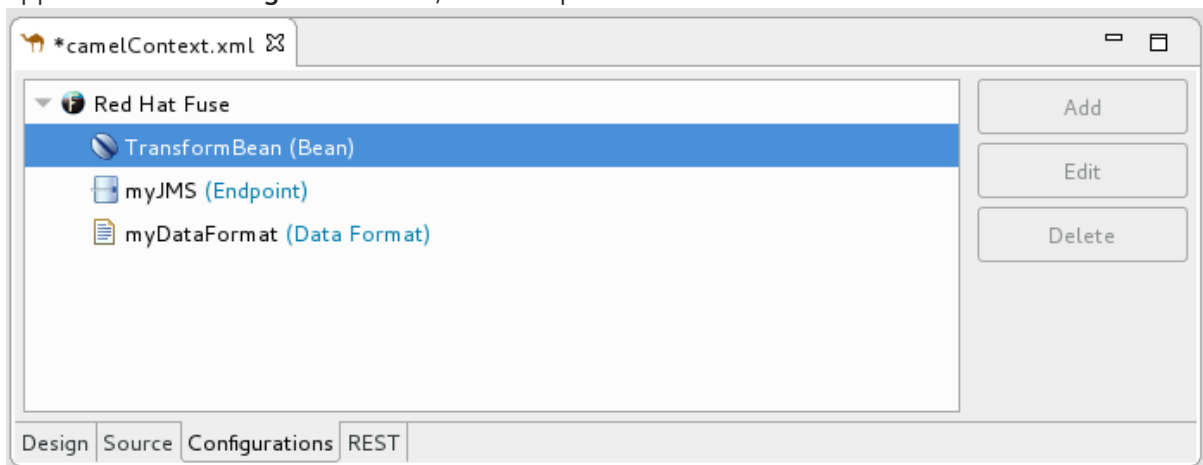 *camelContext.xml
Red Hat Fuse
Add
TransformBean (Bean)
Edit
myJMS (Endpoint)
myDataFormat (Data Format)
Delete
Design Source Configurations REST